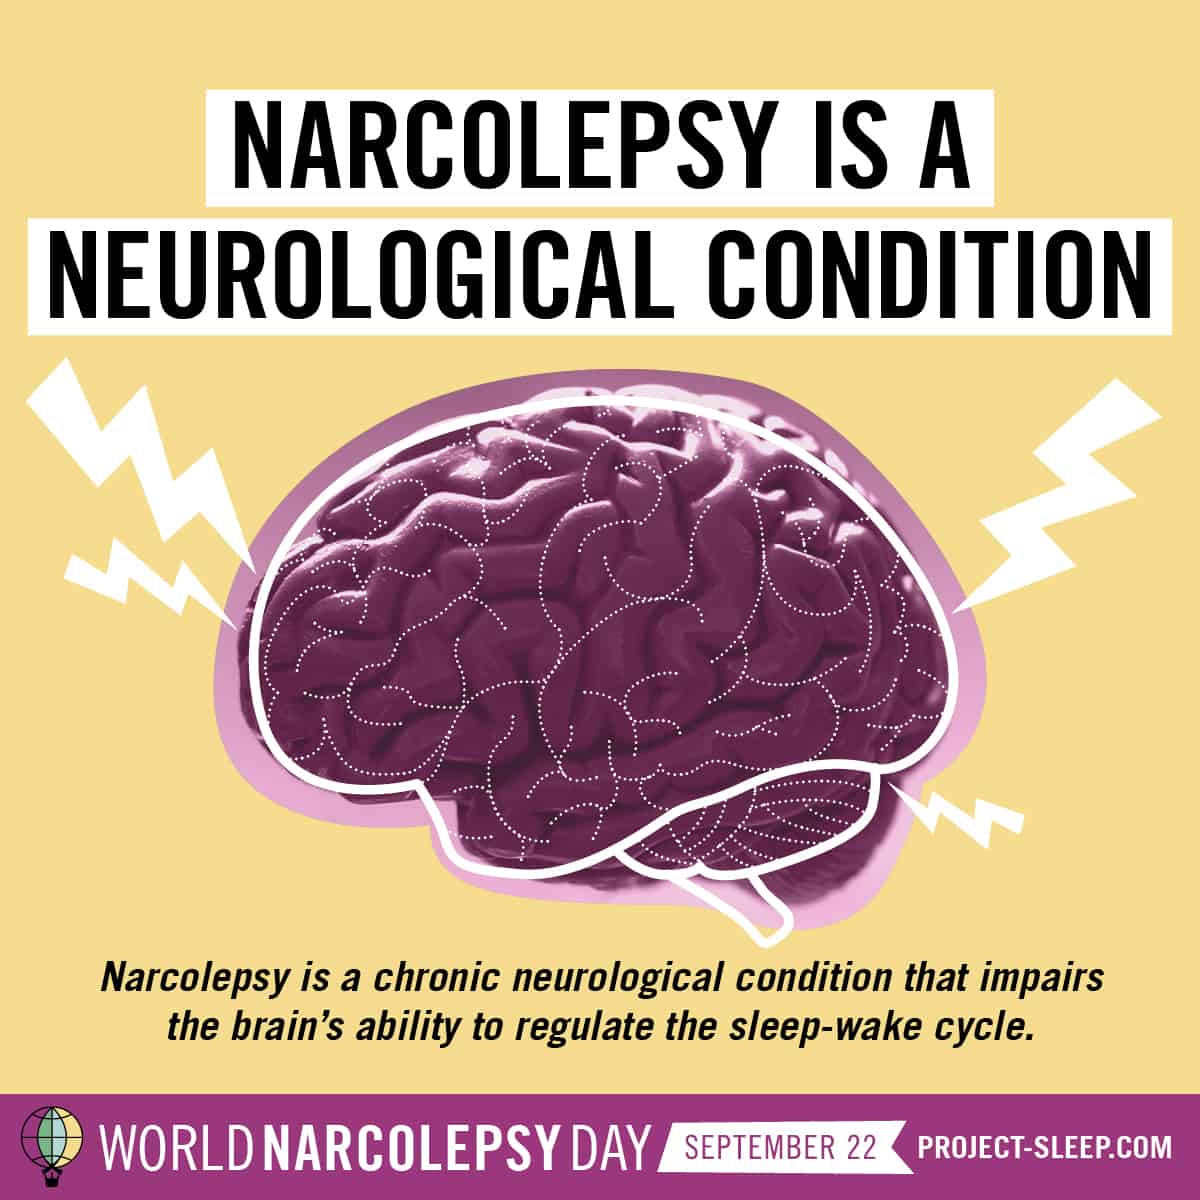 NARCOLEPSY IS A
NEUROLOGICAL CONDITION
Narcolepsy is a chronic neurological condition that impairs
the brain's ability to regulate the sleep-wake cycle.
WORLD NARCOLEPSY DAY SEPTEMBER 22 PROJECT-SLEEP.COM